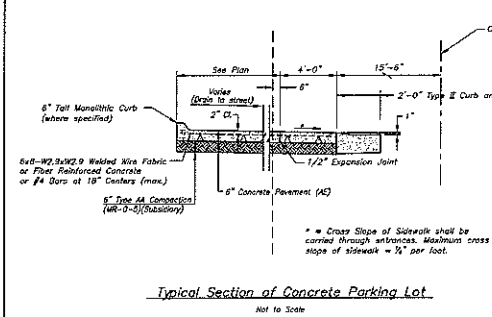 See Plan
4'-0"
15'-6"
Varies
(Drain to street)
6"
2'-0" Type II Curb an
6" Tall Monolithic Curb
(where specified)
2" Cl.
1"
6x6-W2.9xW2.9 Welded Wire Fabric
or Fiber Reinforced Concrete
or #4 Bars at 18" Centers (max.)
1/2" Expansion Joint
6" Type AA Compaction
(MR-0-5)(Subsidiary)
6" Concrete Pavement (AE)
* = Cross Slope of Sidewalk shall be
carried through entrances. Maximum cross
slope of sidewalk = ¼" per foot.
Typical Section of Concrete Parking Lot
Not to Scale